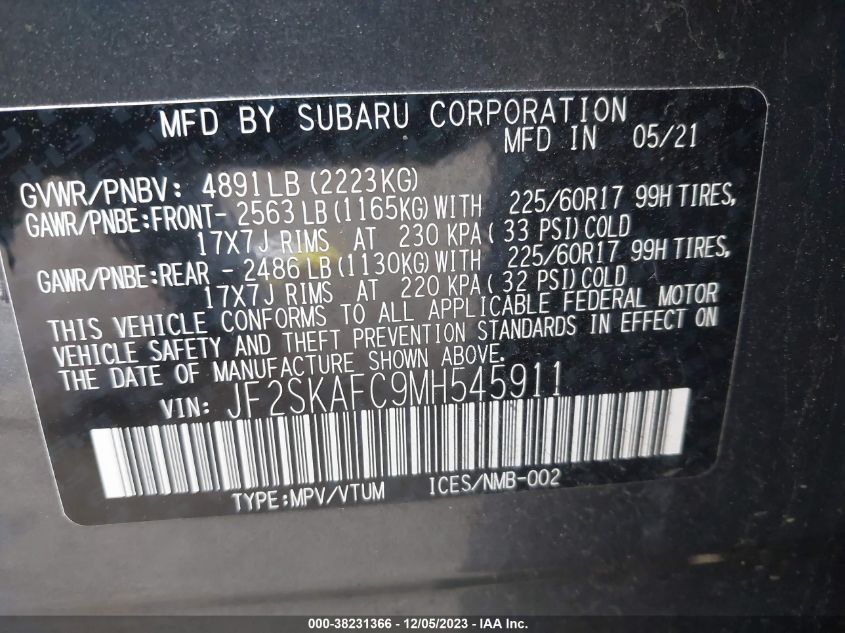 MFD BY SUBARU CORPORATION
MFD IN 05/21
GVWR/PNBV: 4891LB (2223KG)
GAWR/PNBE:FRONT- 2563 LB (1165KG) WITH 225/60R17 99H TIRES,
17X7J RIMS AT 230 KPA( 33 PSI) COLD
GAWR/PNBE:REAR - 2486 LB (1130KG) WITH 225/60R17 99H TIRES,
17X7J RIMS AT 220 KPA( 32 PSI) COLD
THIS VEHICLE CONFORMS TO ALL APPLICABLE FEDERAL MOTOR
VEHICLE SAFETY AND THEFT PREVENTION STANDARDS IN EFFECT ON
THE DATE OF MANUFACTURE SHOWN ABOVE.
VIN: JF2SKAFC9MH545911
TYPE:MPV/VTUM ICES/NMB-002
000-38231366 - 12/05/2023 - IAA Inc.